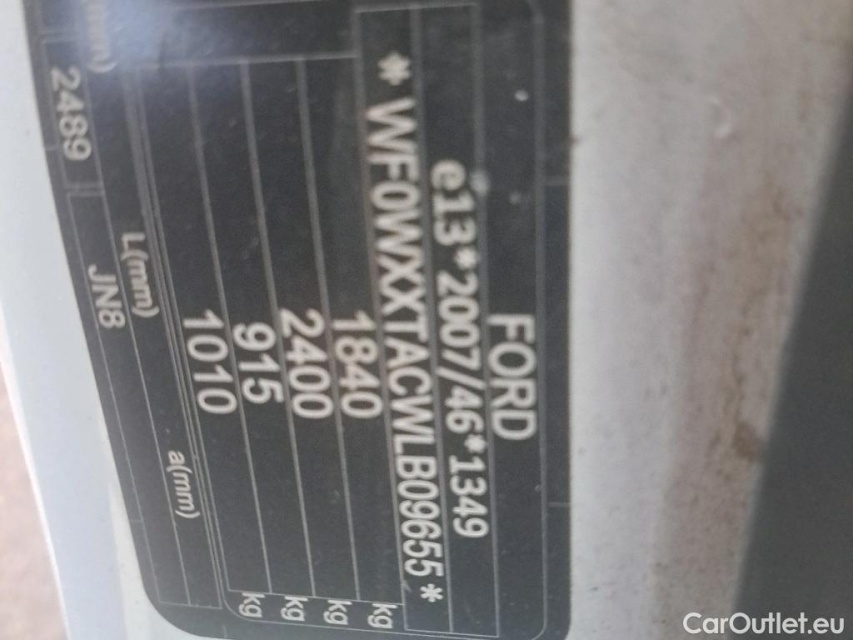 FORD
e13*2007/46*1349
*WF0WXXTACWLB09655*
1840 kg
2400 kg
915 kg
1010 kg
L(mm) a(mm)
2489 JN8
CarOutlet.eu